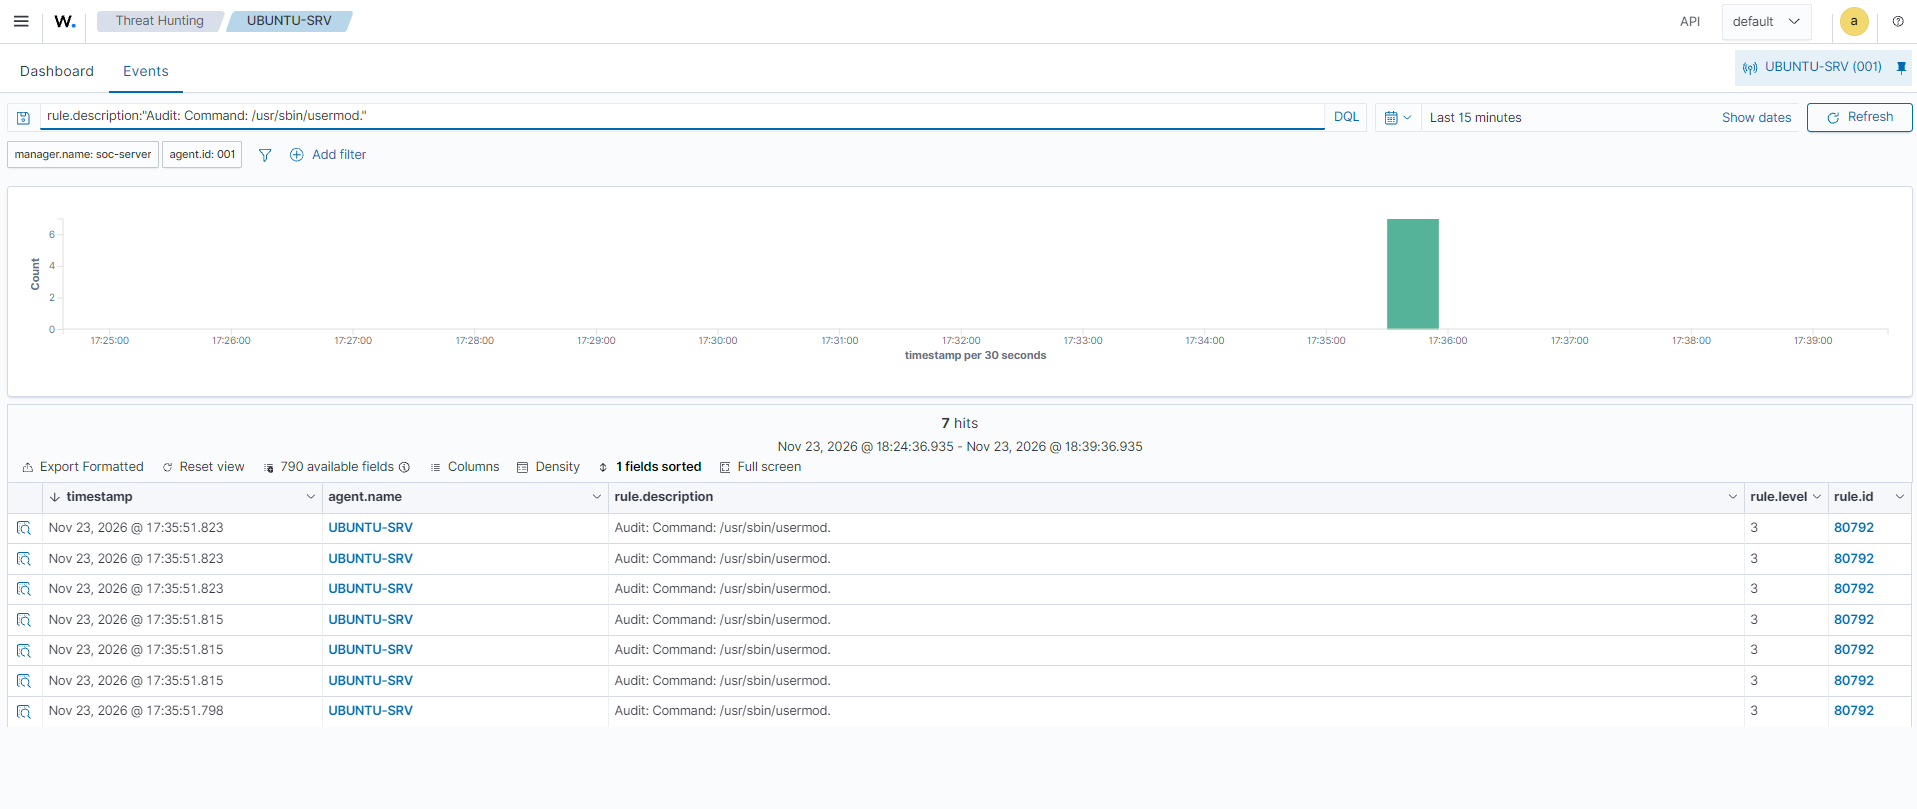 W. Threat Hunting UBUNTU-SRV API default a
Dashboard Events UBUNTU-SRV (001)
rule.description:"Audit: Command: /usr/sbin/usermod." DQL Last 15 minutes Show dates Refresh
manager.name: soc-server agent.id: 001 Add filter
Count
6
4
2
0
17:25:00 17:26:00 17:27:00 17:28:00 17:29:00 17:30:00 17:31:00 17:32:00 17:33:00 17:34:00 17:35:00 17:36:00 17:37:00 17:38:00 17:39:00
timestamp per 30 seconds
7 hits
Nov 23, 2026 @ 18:24:36.935 - Nov 23, 2026 @ 18:39:36.935
Export Formatted Reset view 790 available fields Columns Density 1 fields sorted Full screen
timestamp agent.name rule.description rule.level rule.id
Nov 23, 2026 @ 17:35:51.823 UBUNTU-SRV Audit: Command: /usr/sbin/usermod. 3 80792
Nov 23, 2026 @ 17:35:51.823 UBUNTU-SRV Audit: Command: /usr/sbin/usermod. 3 80792
Nov 23, 2026 @ 17:35:51.823 UBUNTU-SRV Audit: Command: /usr/sbin/usermod. 3 80792
Nov 23, 2026 @ 17:35:51.815 UBUNTU-SRV Audit: Command: /usr/sbin/usermod. 3 80792
Nov 23, 2026 @ 17:35:51.815 UBUNTU-SRV Audit: Command: /usr/sbin/usermod. 3 80792
Nov 23, 2026 @ 17:35:51.815 UBUNTU-SRV Audit: Command: /usr/sbin/usermod. 3 80792
Nov 23, 2026 @ 17:35:51.798 UBUNTU-SRV Audit: Command: /usr/sbin/usermod. 3 80792